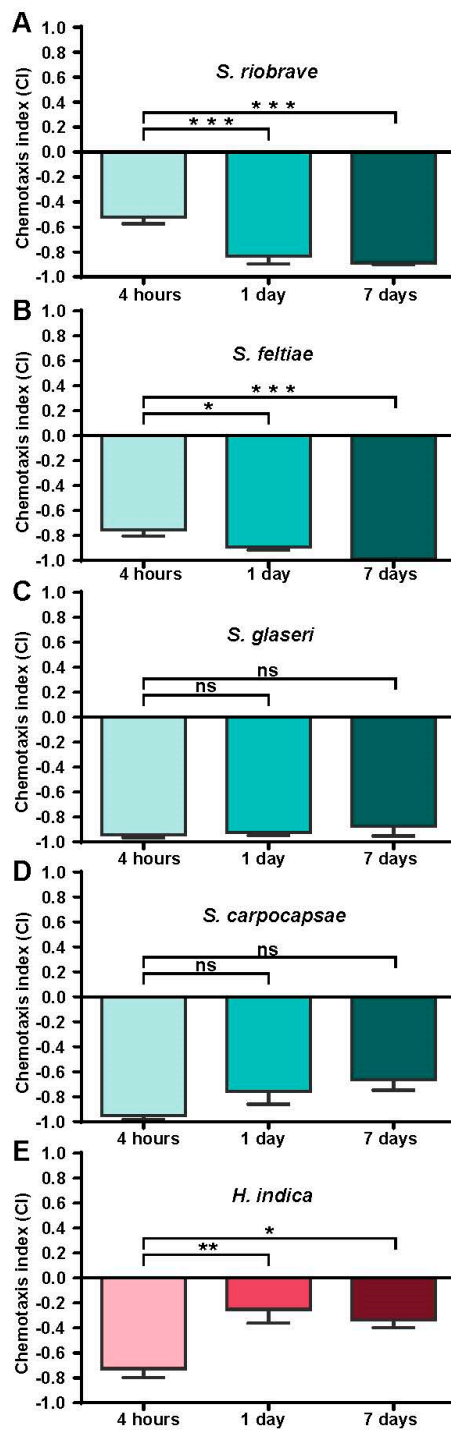 A
S. riobrave
* * *
* * *
Chemotaxis index (CI)
1.0
0.8
0.6
0.4
0.2
0.0
-0.2
-0.4
-0.6
-0.8
-1.0
4 hours 1 day 7 days
B
S. feltiae
* * *
*
Chemotaxis index (CI)
1.0
0.8
0.6
0.4
0.2
0.0
-0.2
-0.4
-0.6
-0.8
-1.0
4 hours 1 day 7 days
C
S. glaseri
ns
ns
Chemotaxis index (CI)
1.0
0.8
0.6
0.4
0.2
0.0
-0.2
-0.4
-0.6
-0.8
-1.0
4 hours 1 day 7 days
D
S. carpocapsae
ns
ns
Chemotaxis index (CI)
1.0
0.8
0.6
0.4
0.2
0.0
-0.2
-0.4
-0.6
-0.8
-1.0
4 hours 1 day 7 days
E
H. indica
*
**
Chemotaxis index (CI)
1.0
0.8
0.6
0.4
0.2
0.0
-0.2
-0.4
-0.6
-0.8
-1.0
4 hours 1 day 7 days